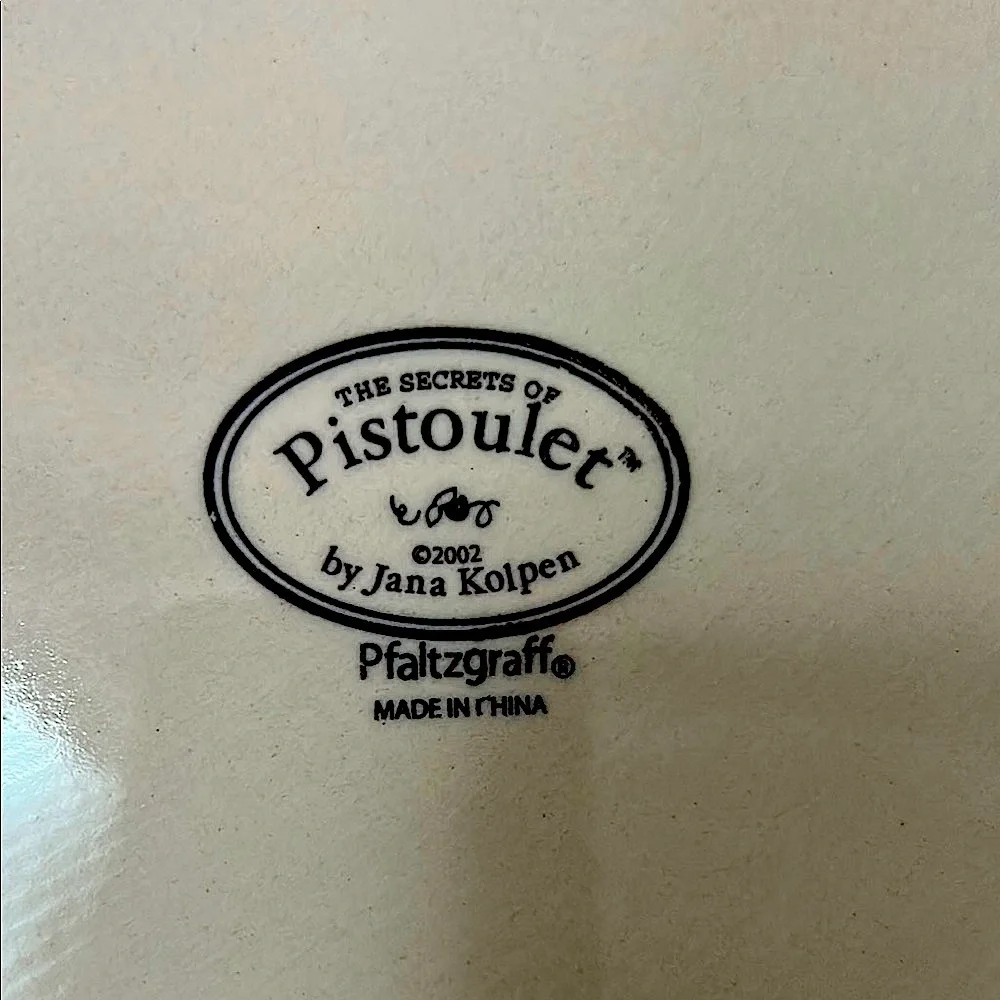 THE SECRETS OF
Pistoulet™
©2002
by Jana Kolpen
Pfaltzgraff®
MADE IN CHINA